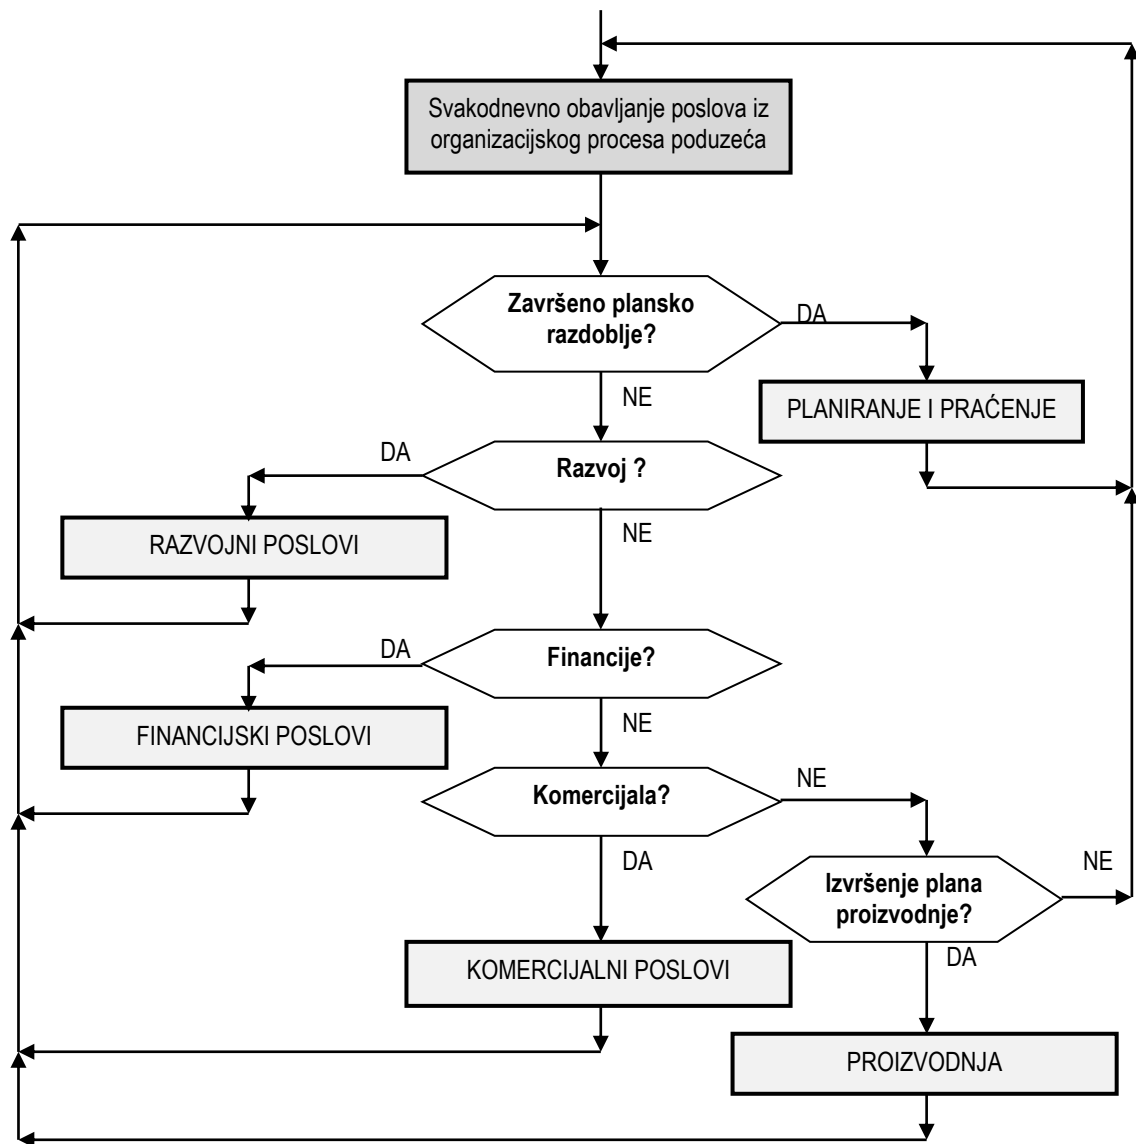 Svakodnevno obavljanje poslova iz
organizacijskog procesa poduzeća
Završeno plansko
razdoblje?
DA
NE
PLANIRANJE I PRAĆENJE
DA
Razvoj ?
NE
RAZVOJNI POSLOVI
DA
Financije?
NE
FINANCIJSKI POSLOVI
Komercijala?
NE
DA
Izvršenje plana
proizvodnje?
NE
DA
KOMERCIJALNI POSLOVI
PROIZVODNJA